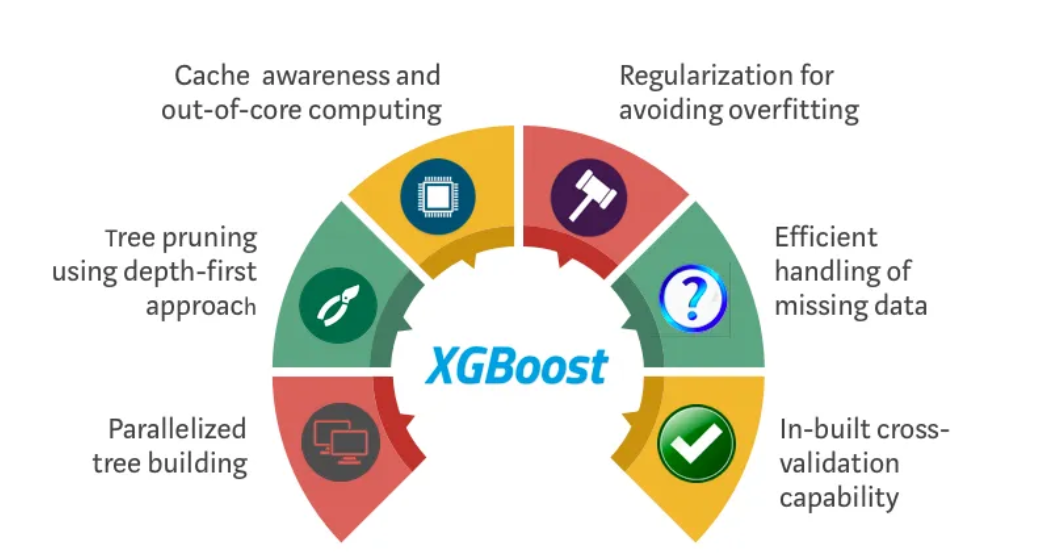 Cache awareness and
out-of-core computing
Regularization for
avoiding overfitting
Tree pruning
using depth-first
approach
Efficient
handling of
missing data
XGBoost
Parallelized
tree building
In-built cross-
validation
capability